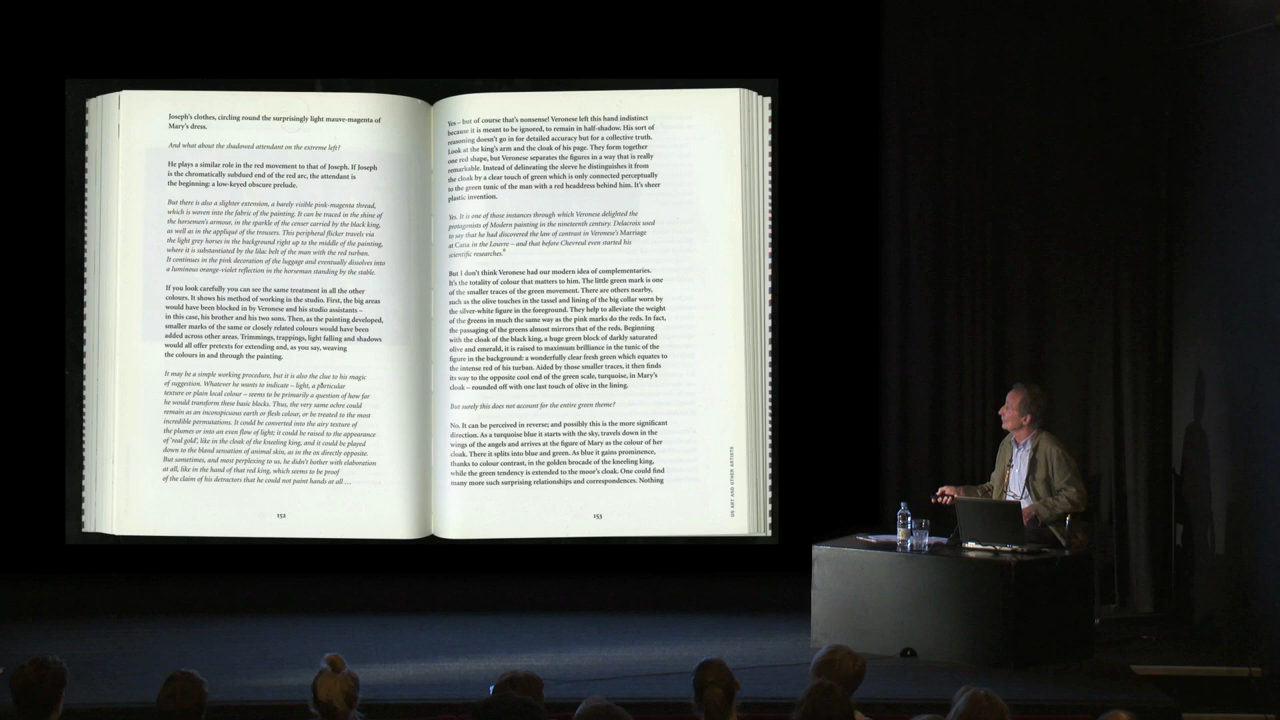 Joseph's clothes, circling round the surprisingly light mauve-magenta of
Mary's dress.
And what about the shadowed attendant on the extreme left?
He plays a similar role in the red movement to that of Joseph. If Joseph
is the chromatically subdued end of the red arc, the attendant is
the beginning: a low-keyed obscure prelude.
But there is also a slighter extension, a barely visible pink-magenta thread,
which is woven into the fabric of the painting. It can be traced in the shine of
the horsemen's armour, in the sparkle of the censer carried by the black king,
as well as in the appliqué of the trousers. This peripheral flicker travels via
the light grey horses in the background right up to the middle of the painting,
where it is substantiated by the lilac belt of the man with the red turban.
It continues in the pink decoration of the luggage and eventually dissolves into
a luminous orange-violet reflection in the horseman standing by the stable.
If you look carefully you can see the same treatment in all the other
colours. It shows his method of working in the studio. First, the big areas
would have been blocked in by Veronese and his studio assistants –
in this case, his brother and his two sons. Then, as the painting developed,
smaller marks of the same or closely related colours would have been
added across other areas. Trimmings, trappings, light falling and shadows
would all offer pretexts for extending and, as you say, weaving
the colours in and through the painting.
It may be a simple working procedure, but it is also the clue to his magic
of suggestion. Whatever he wants to indicate – light, a particular
texture or plain local colour – seems to be primarily a question of how far
he would transform these basic blocks. Thus, the very same ochre could
remain as an inconspicuous earth or flesh colour, or be treated to the most
incredible permutations. It could be converted into the airy texture of
the plumes or into an even flow of light; it could be raised to the appearance
of 'real gold', like in the cloak of the kneeling king, and it could be played
down to the bland sensation of animal skin, as in the ox directly opposite.
But sometimes, and most perplexing to us, he didn't bother with elaboration
at all, like in the hand of that red king, which seems to be proof
of the claim of his detractors that he could not paint hands at all ...
152
Yes – but of course that's nonsense! Veronese left this hand indistinct
because it is meant to be ignored, to remain in half-shadow. His sort of
reasoning doesn't go in for detailed accuracy but for a collective truth.
Look at the king's arm and the cloak of his page. They form together
one red shape, but Veronese separates the figures in a way that is really
remarkable. Instead of delineating the sleeve he distinguishes it from
the cloak by a clear touch of green which is only connected perceptually
to the green tunic of the man with a red headdress behind him. It's sheer
plastic invention.
Yes. It is one of those instances through which Veronese delighted the
protagonists of Modern painting in the nineteenth century. Delacroix used
to say that he had discovered the law of contrast in Veronese's Marriage
at Cana in the Louvre – and that before Chevreul even started his
scientific researches.
But I don't think Veronese had our modern idea of complementaries.
It's the totality of colour that matters to him. The little green mark is one
of the smaller traces of the green movement. There are others nearby,
such as the olive touches in the tassel and lining of the big collar worn by
the silver-white figure in the foreground. They help to alleviate the weight
of the greens in much the same way as the pink marks do the reds. In fact,
the passaging of the greens almost mirrors that of the reds. Beginning
with the cloak of the black king, a huge green block of darkly saturated
olive and emerald, it is raised to maximum brilliance in the tunic of the
figure in the background: a wonderfully clear fresh green which equates to
the intense red of his turban. Aided by those smaller traces, it then finds
its way to the opposite cool end of the green scale, turquoise, in Mary's
cloak – rounded off with one last touch of olive in the lining.
But surely this does not account for the entire green theme?
No. It can be perceived in reverse; and possibly this is the more significant
direction. As a turquoise blue it starts with the sky, travels down in the
wings of the angels and arrives at the figure of Mary as the colour of her
cloak. There it splits into blue and green. As blue it gains prominence,
thanks to colour contrast, in the golden brocade of the kneeling king,
while the green tendency is extended to the moor's cloak. One could find
many more such surprising relationships and correspondences. Nothing
153
ON ART AND OTHER ARTISTS